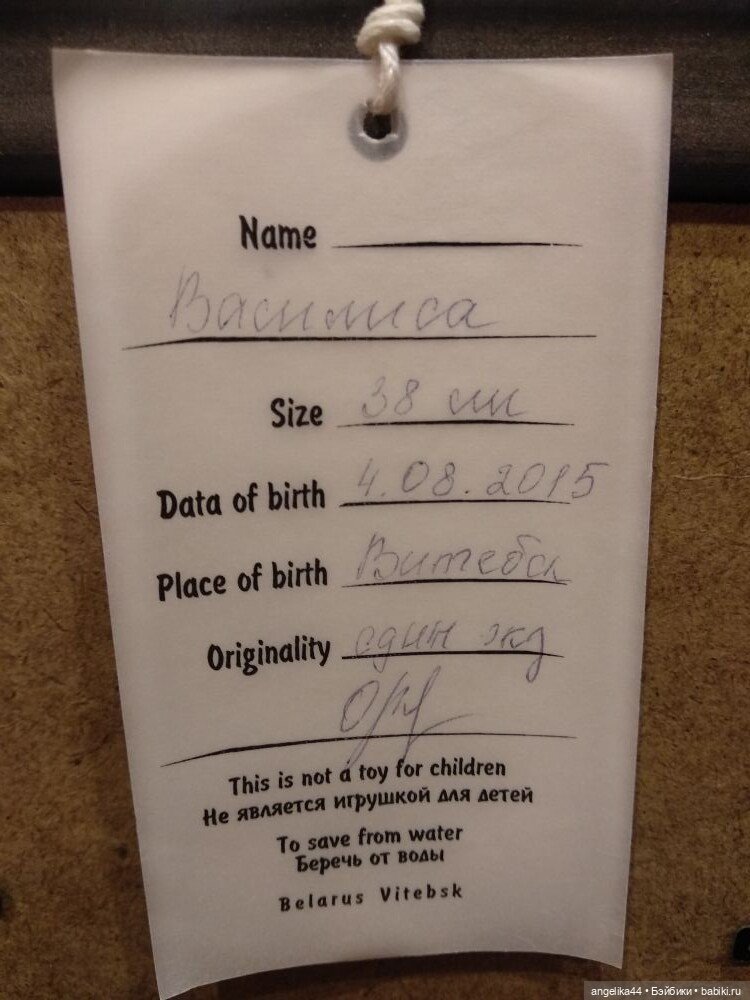 Name
Василиса
Size 38 см
Data of birth 4.08.2015
Place of birth Витебск
Originality один экз
This is not a toy for children
Не является игрушкой для детей
To save from water
Беречь от воды
Belarus Vitebsk
angelika44 • Бэйбики • babiki.ru